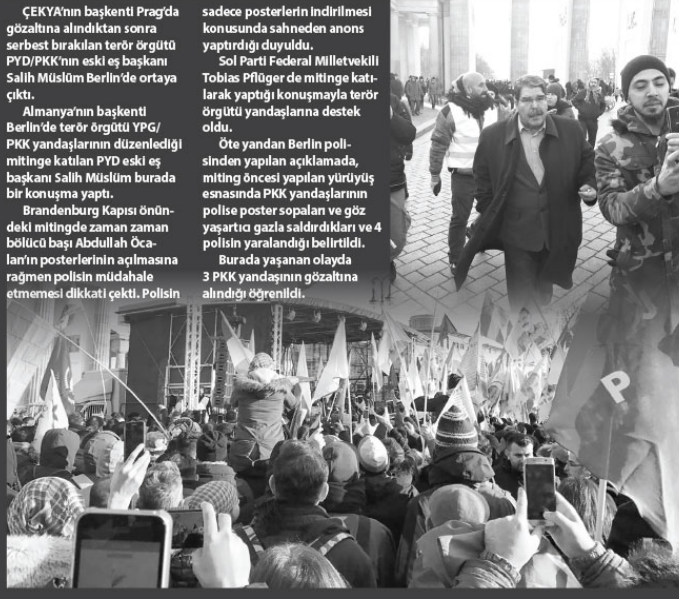 ÇEKYA'nın başkenti Prag'da
gözaltına alındıktan sonra
serbest bırakılan terör örgütü
PYD/PKK'nın eski eş başkanı
Salih Müslüm Berlin'de ortaya
çıktı.
Almanya'nın başkenti
Berlin'de terör örgütü YPG/
PKK yandaşlarının düzenlediği
mitinge katılan PYD eski eş
başkanı Salih Müslüm burada
bir konuşma yaptı.
Brandenburg Kapısı önün-
deki mitingde zaman zaman
bölücü başı Abdullah Öca-
lan'ın posterlerinin açılmasına
rağmen polisin müdahale
etmemesi dikkati çekti. Polisin
sadece posterlerin indirilmesi
konusunda sahneden anons
yaptırdığı duyuldu.
Sol Parti Federal Milletvekili
Tobias Pflüger de mitinge katı-
larak yaptığı konuşmayla terör
örgütü yandaşlarına destek
oldu.
Öte yandan Berlin poli-
sinden yapılan açıklamada,
miting öncesi yapılan yürüyüş
esnasında PKK yandaşlarının
polise poster sopaları ve göz
yaşartıcı gazla saldırdıkları ve 4
polisin yaralandığı belirtildi.
Burada yaşanan olayda
3 PKK yandaşının gözaltına
alındığı öğrenildi.
P